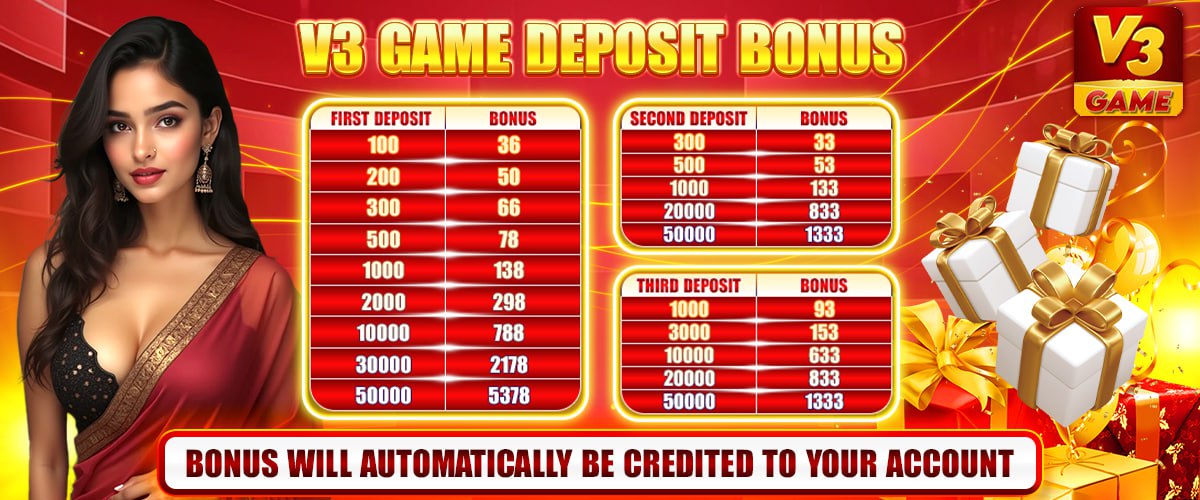 V3 GAME DEPOSIT BONUS
V3
GAME
FIRST DEPOSIT BONUS
100 36
200 50
300 66
500 78
1000 138
2000 298
10000 788
30000 2178
50000 5378
SECOND DEPOSIT BONUS
300 33
500 53
1000 133
20000 833
50000 1333
THIRD DEPOSIT BONUS
1000 93
3000 153
10000 633
20000 833
50000 1333
BONUS WILL AUTOMATICALLY BE CREDITED TO YOUR ACCOUNT